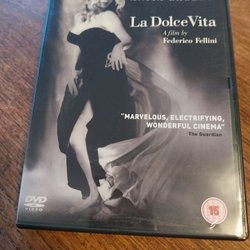 La Dolce Vita
A film by
Federico Fellini
"MARVELOUS, ELECTRIFYING,
WONDERFUL CINEMA"
The Guardian
DVD
VIDEO
15